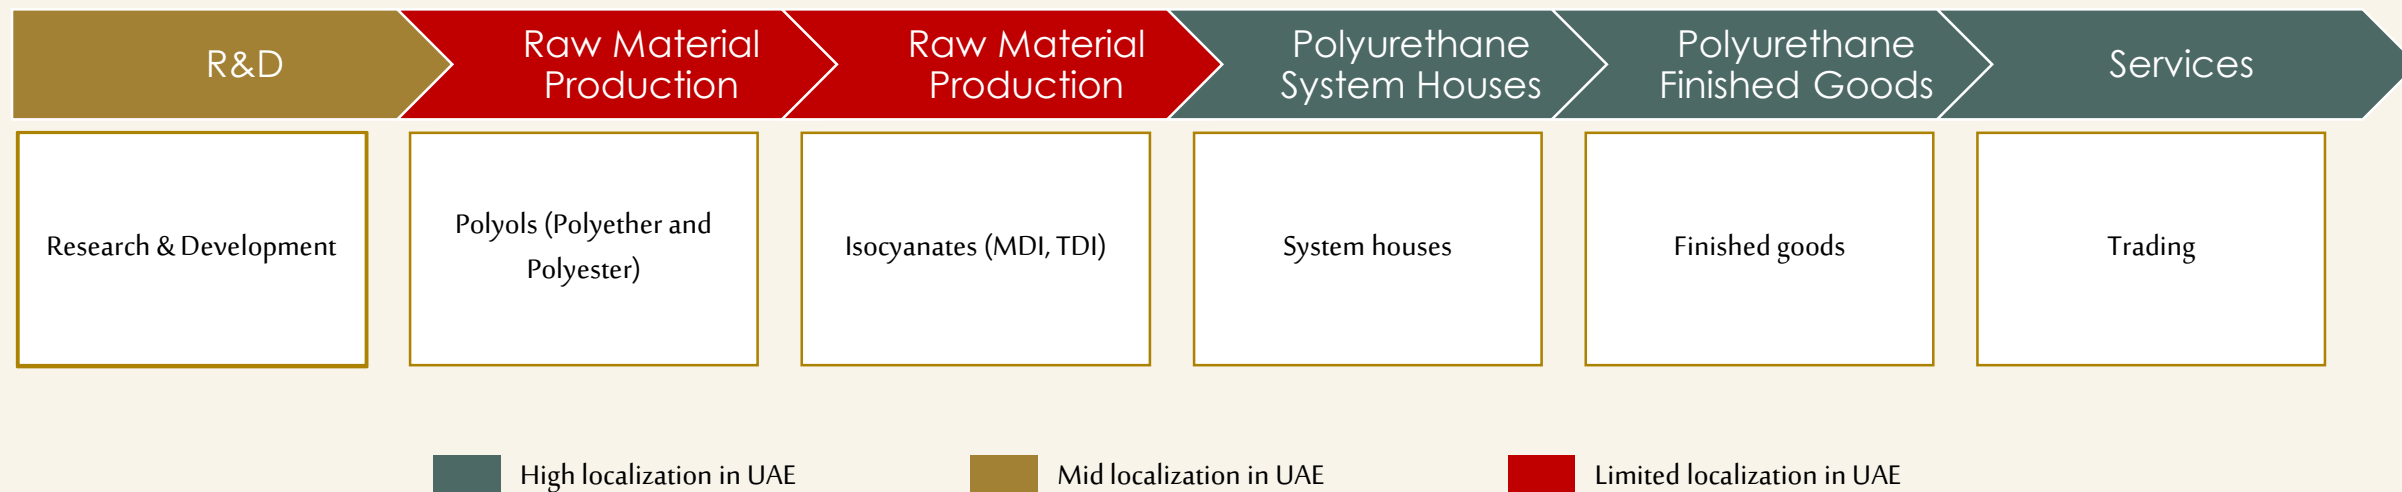 R&D
Raw Material
Production
Raw Material
Production
Polyurethane
System Houses
Polyurethane
Finished Goods
Services
Research & Development
Polyols (Polyether and
Polyester)
Isocyanates (MDI, TDI)
System houses
Finished goods
Trading
High localization in UAE
Mid localization in UAE
Limited localization in UAE